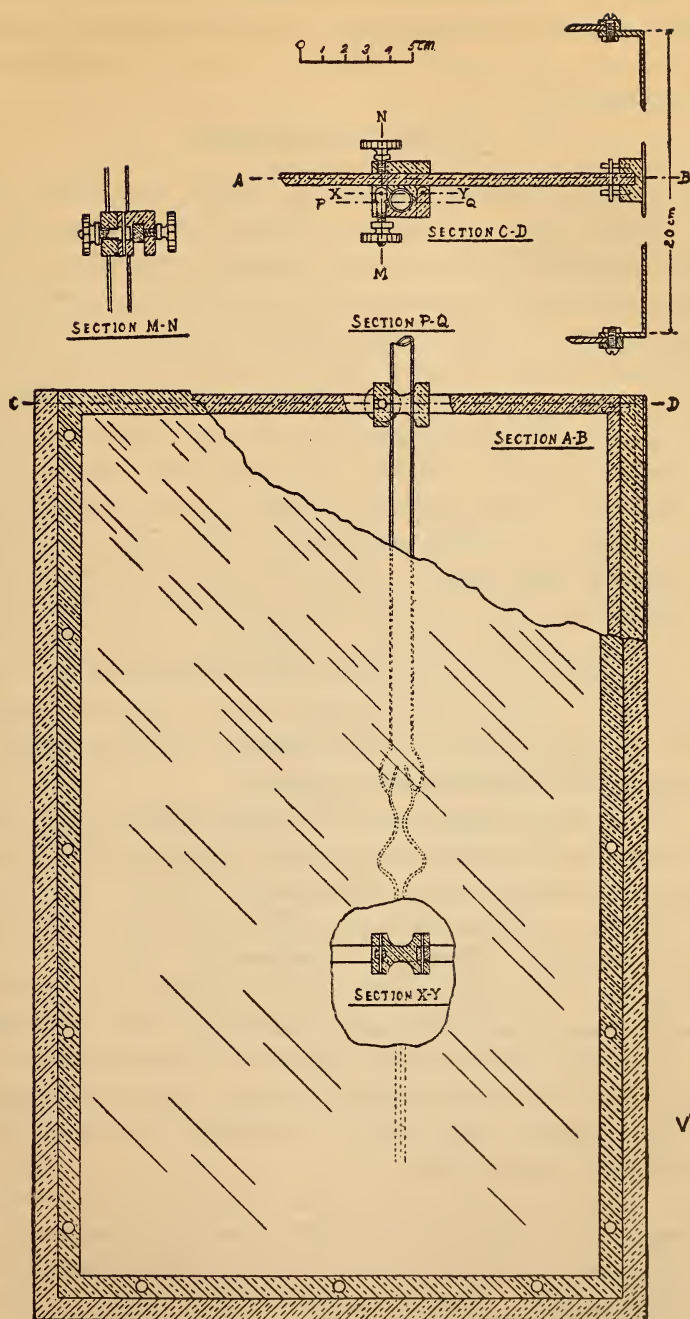 0 1 2 3 4 5 cm.
N
A B
X Y
P Q
SECTION C-D
M
20 cm
SECTION M-N
SECTION P-Q
C D
SECTION A-B
SECTION X-Y
V